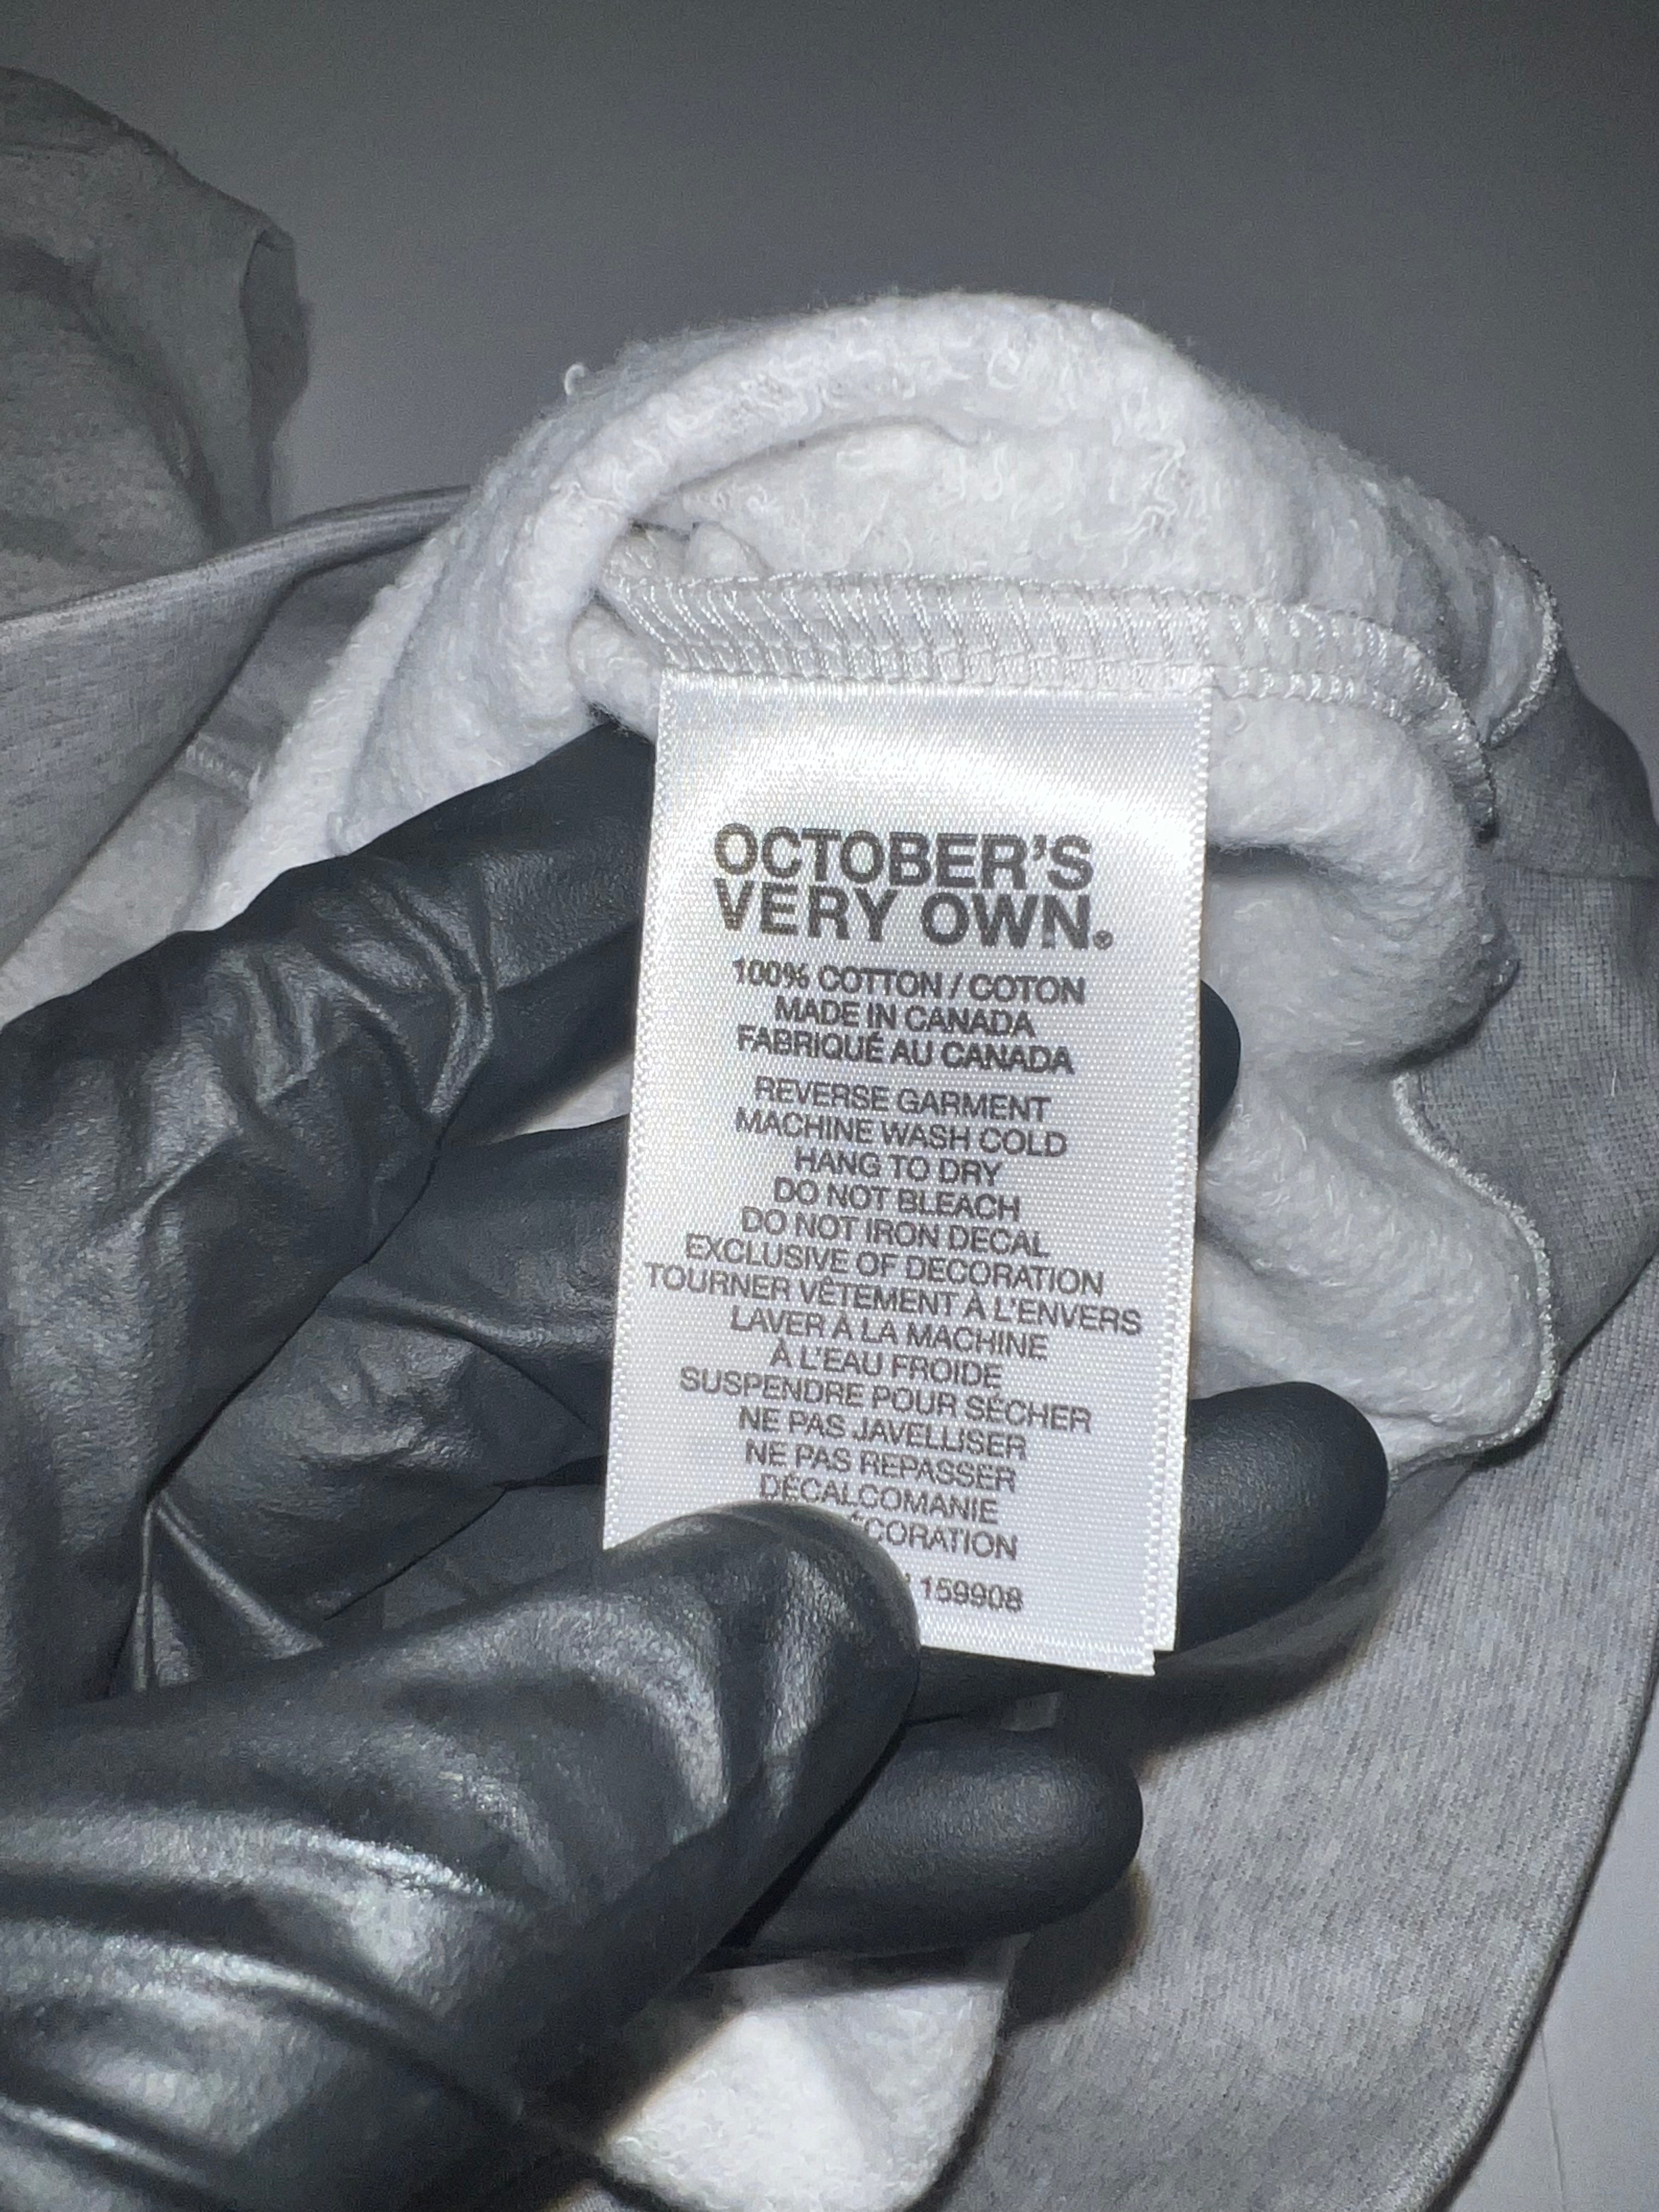 OCTOBER'S
VERY OWN.®
100% COTTON / COTON
MADE IN CANADA
FABRIQUÉ AU CANADA
REVERSE GARMENT
MACHINE WASH COLD
HANG TO DRY
DO NOT BLEACH
DO NOT IRON DECAL
EXCLUSIVE OF DECORATION
TOURNER VÊTEMENT À L'ENVERS
LAVER À LA MACHINE
À L'EAU FROIDE
SUSPENDRE POUR SÉCHER
NE PAS JAVELLISER
NE PAS REPASSER
DÉCALCOMANIE
159908